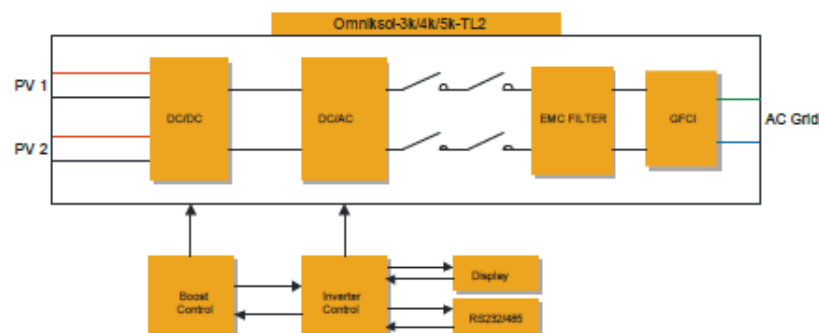 Omniksol-3k/4k/5k-TL2
PV 1
PV 2
DC/DC
DC/AC
EMC FILTER
GFCI
AC Grid
Boost
Control
Inverter
Control
Display
RS232/485